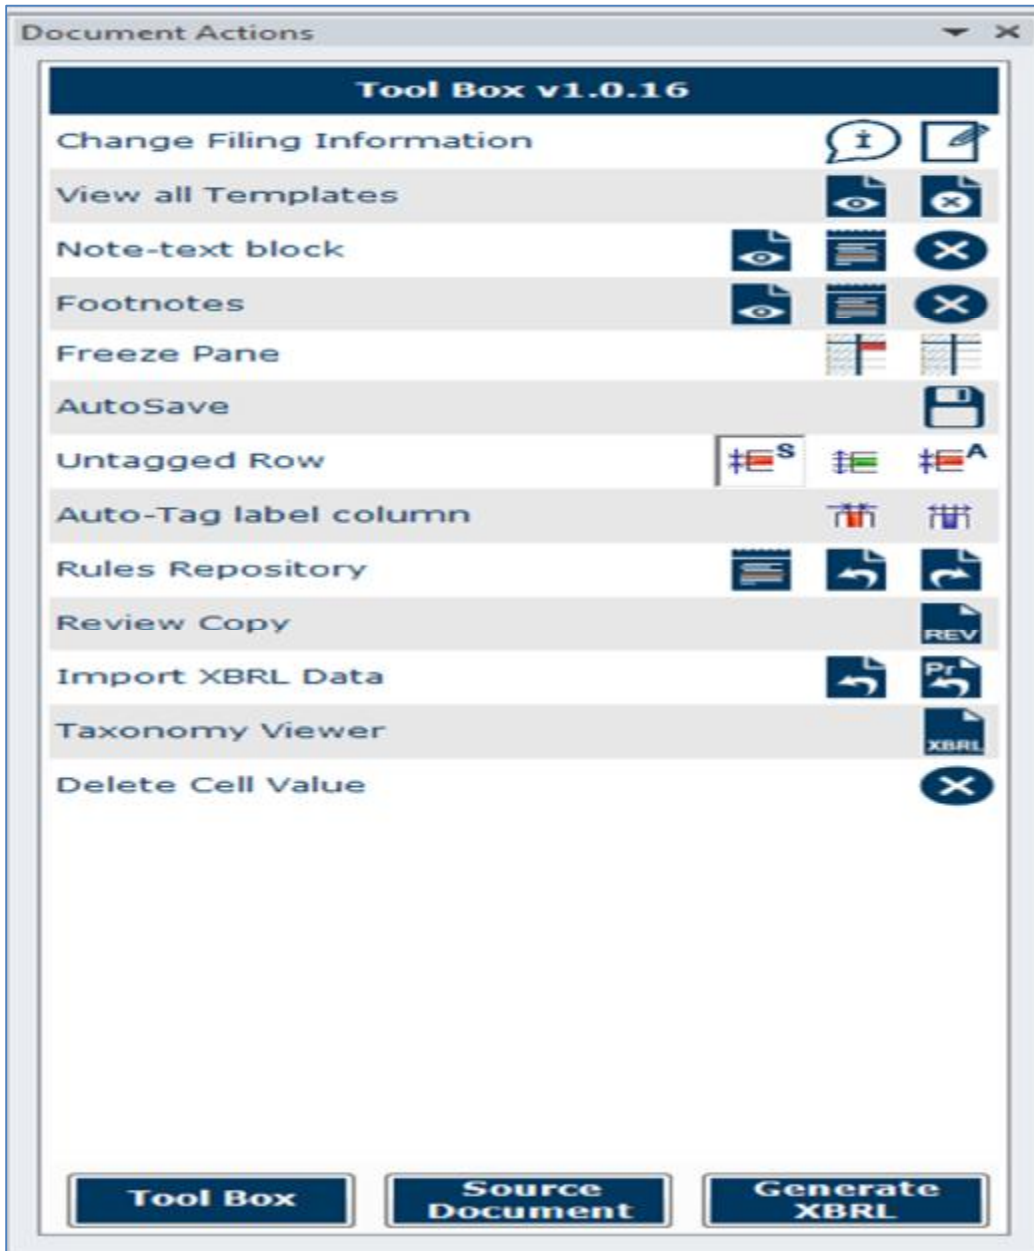 Document Actions
Tool Box v1.0.16
Change Filing Information
i
View all Templates
Note-text block
Footnotes
Freeze Pane
AutoSave
Untagged Row
S
A
Auto-Tag label column
Rules Repository
Review Copy
REV
Import XBRL Data
Pr
Taxonomy Viewer
XBRL
Delete Cell Value
Tool Box
Source
Document
Generate
XBRL